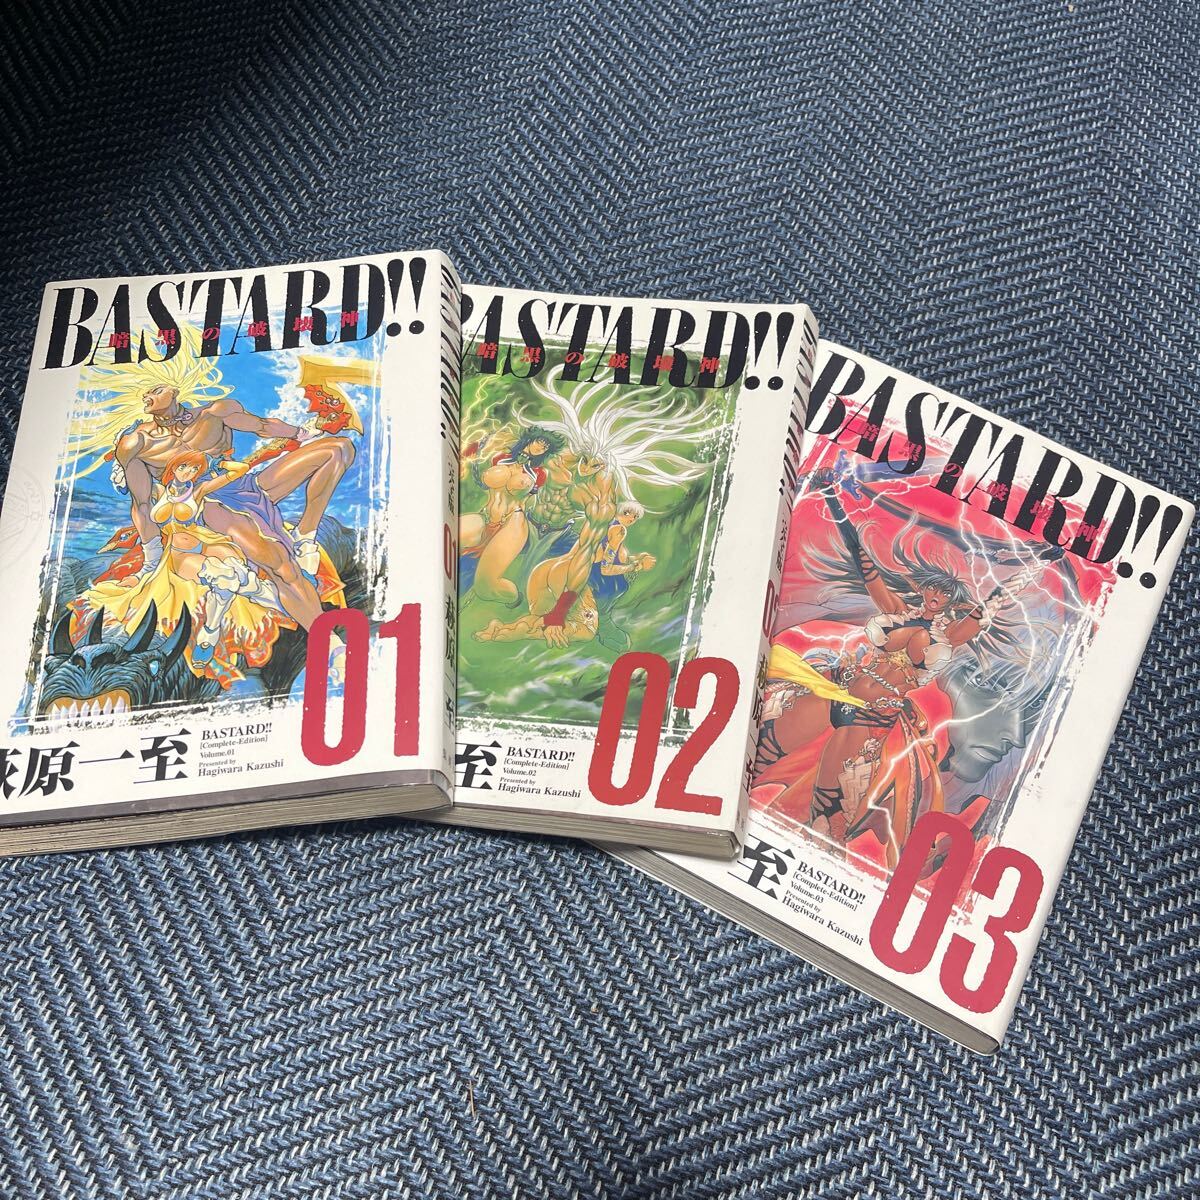 BASTARD!!
暗黒の破壊神
01
萩原一至
BASTARD!!
[Complete-Edition]
Volume.01
Presented by
Hagiwara Kazushi
BASTARD!!
暗黒の破壊神
02
至
BASTARD!!
[Complete-Edition]
Volume.02
Presented by
Hagiwara Kazushi
BASTARD!!
暗黒の破壊神
03
至
BASTARD!!
[Complete-Edition]
Volume.03
Presented by
Hagiwara Kazushi